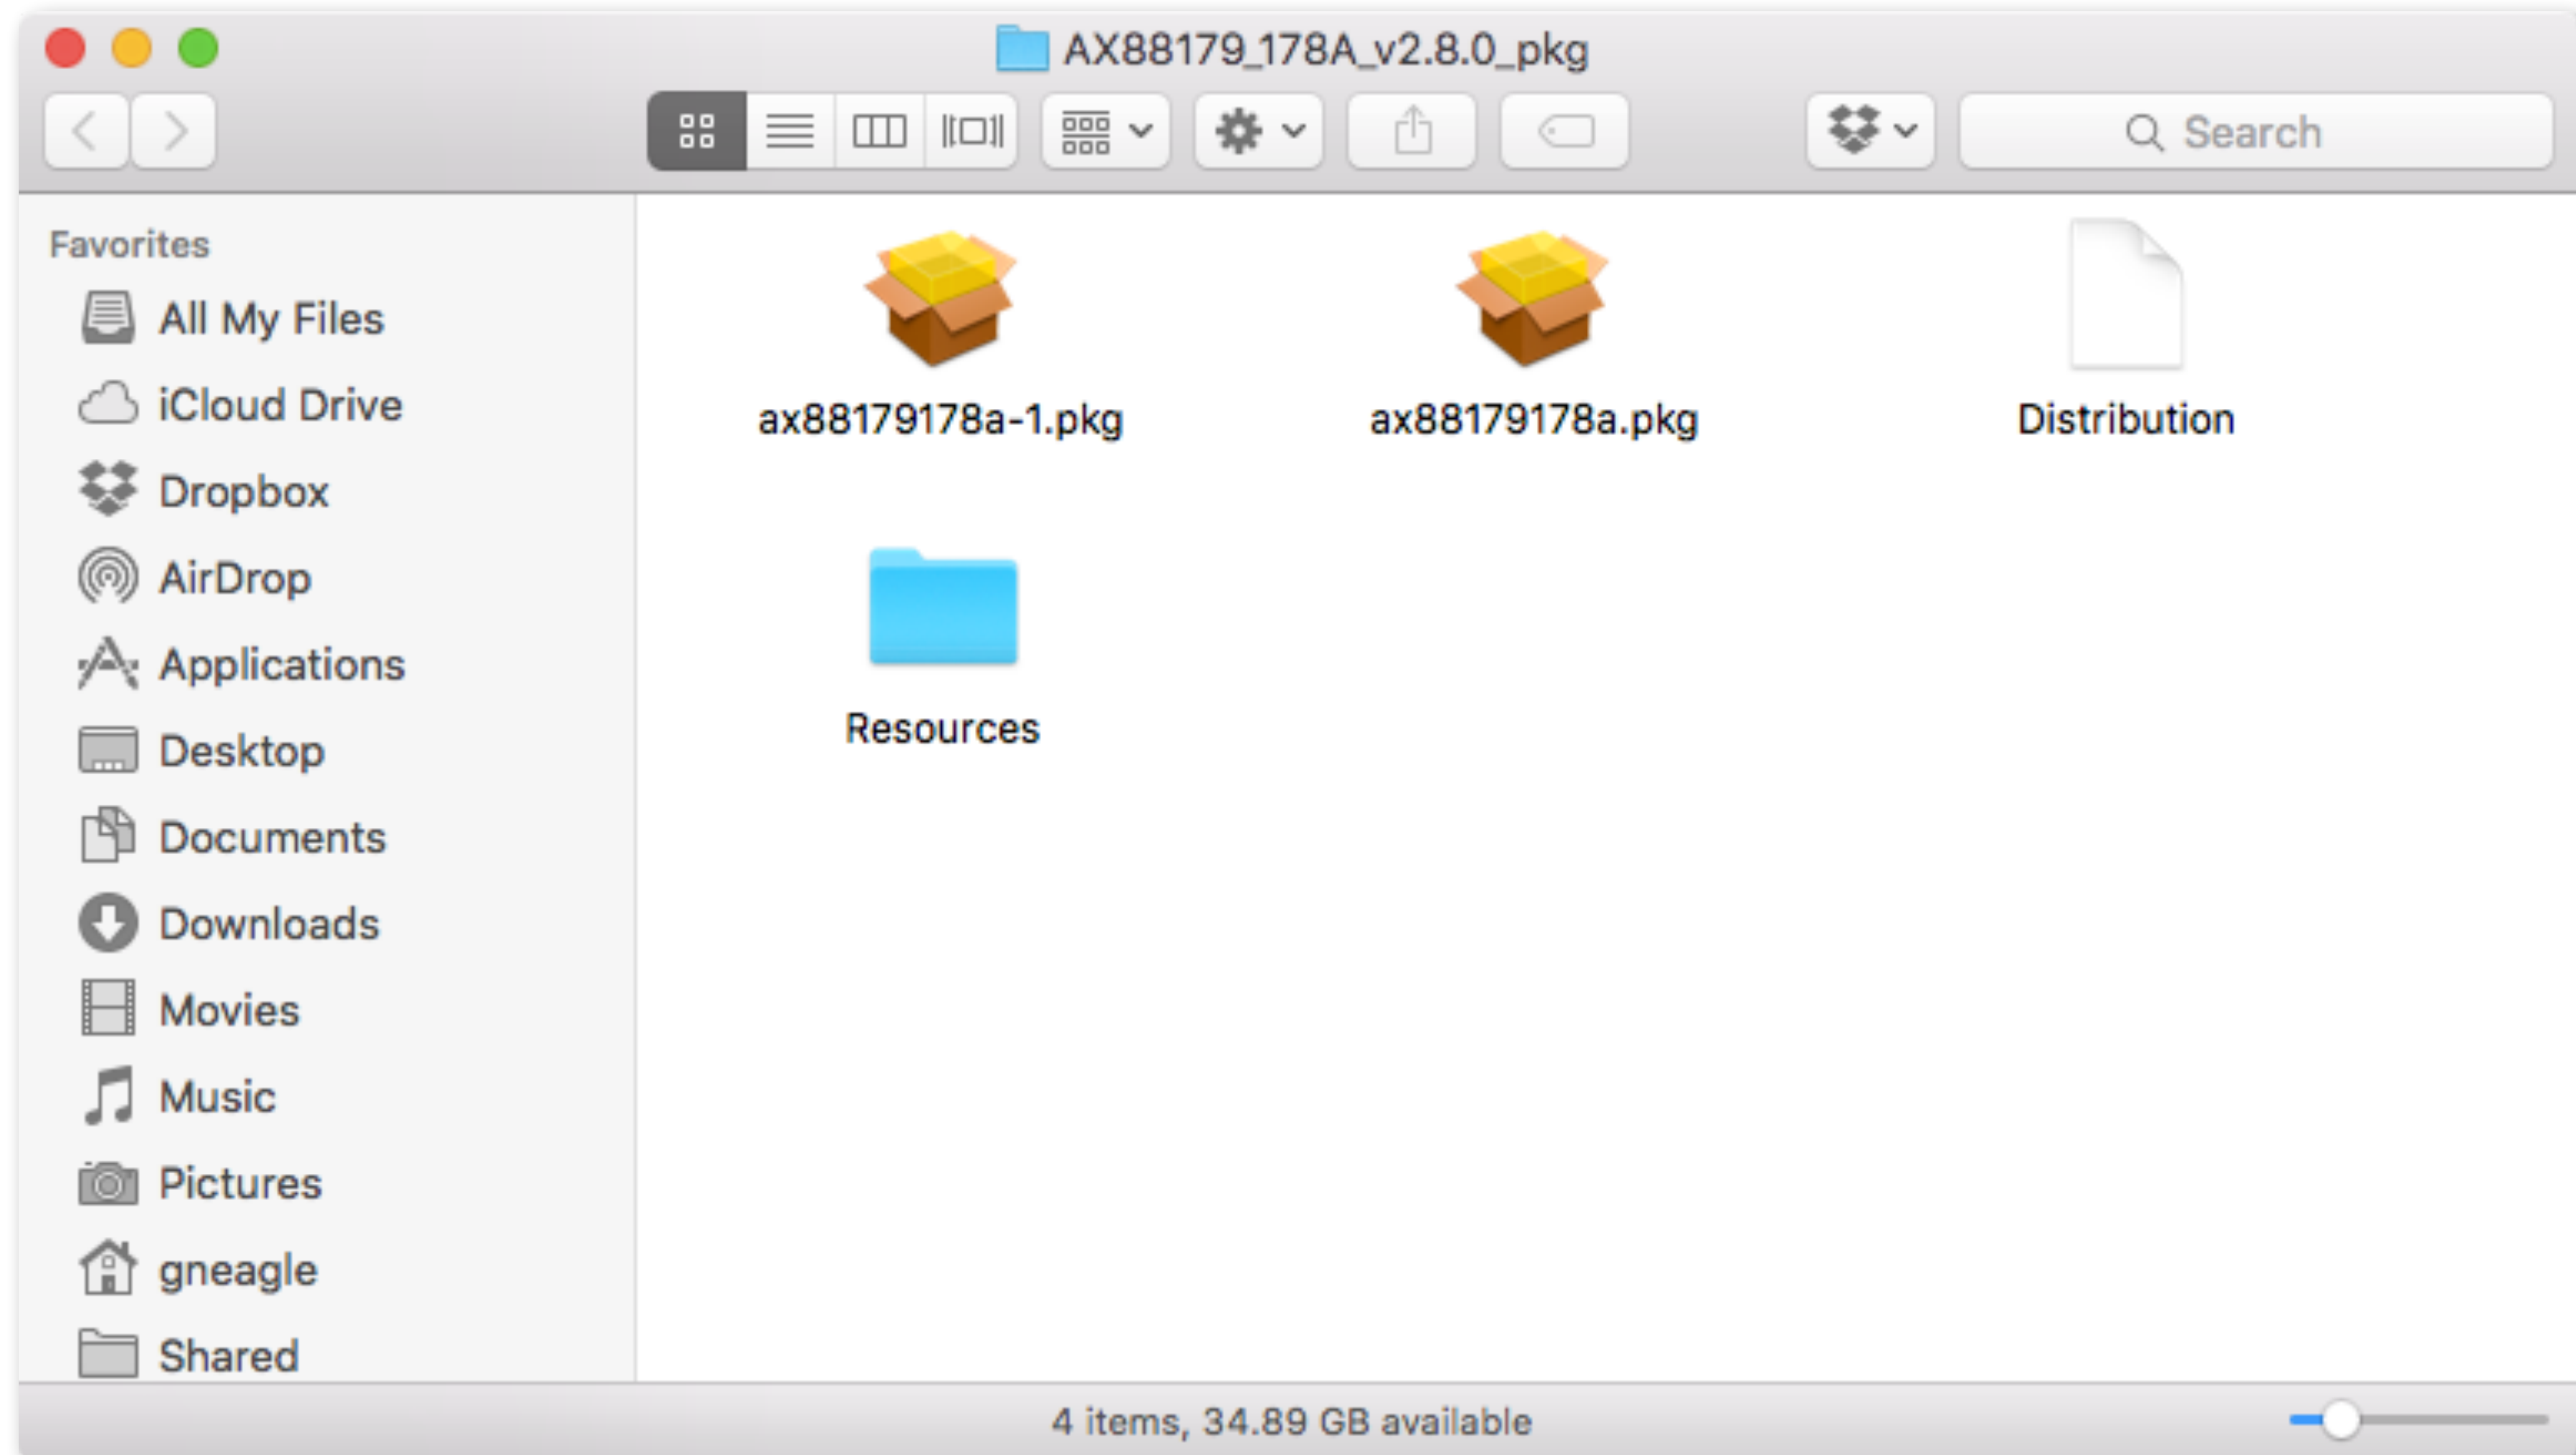 AX88179_178A_v2.8.0_pkg
Search
Favorites
All My Files
iCloud Drive
Dropbox
AirDrop
Applications
Desktop
Documents
Downloads
Movies
Music
Pictures
gneagle
Shared
ax88179178a-1.pkg
ax88179178a.pkg
Distribution
Resources
4 items, 34.89 GB available